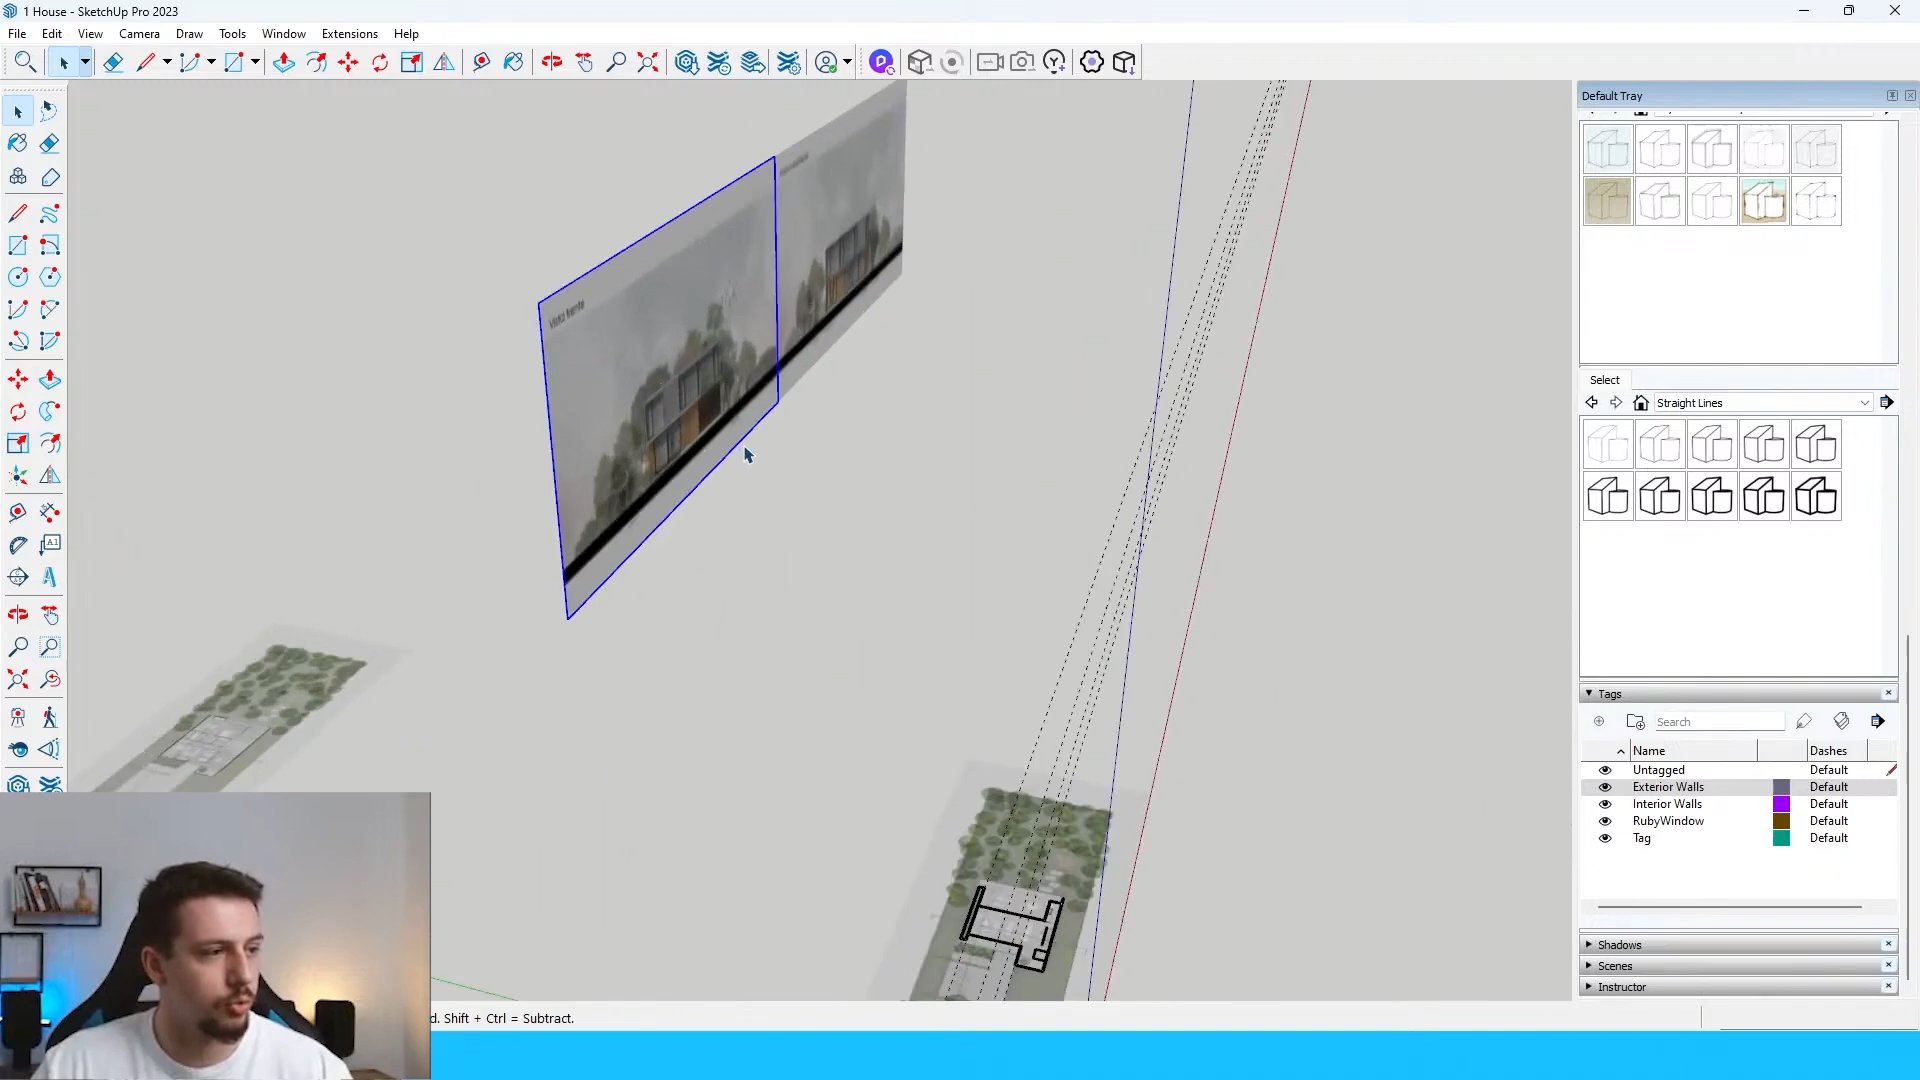 1 House - SketchUp Pro 2023
File Edit View Camera Draw Tools Window Extensions Help
Default Tray
Vista frente
Select
Straight Lines
Tags
Search
Name Dashes
Untagged Default
Exterior Walls Default
Interior Walls Default
RubyWindow Default
Tag Default
Shadows
Scenes
Instructor
d. Shift + Ctrl = Subtract.